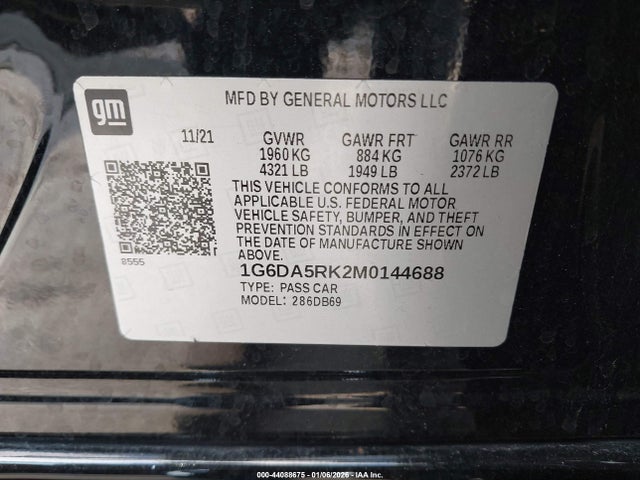 gm
MFD BY GENERAL MOTORS LLC
11/21 GVWR GAWR FRT GAWR RR
1960 KG 884 KG 1076 KG
4321 LB 1949 LB 2372 LB
THIS VEHICLE CONFORMS TO ALL
APPLICABLE U.S. FEDERAL MOTOR
VEHICLE SAFETY, BUMPER, AND THEFT
PREVENTION STANDARDS IN EFFECT ON
THE DATE OF MANUFACTURE SHOWN
ABOVE.
8555
1G6DA5RK2M0144688
TYPE: PASS CAR
MODEL: 286DB69
000-44088675 - 01/06/2026 - IAA Inc.